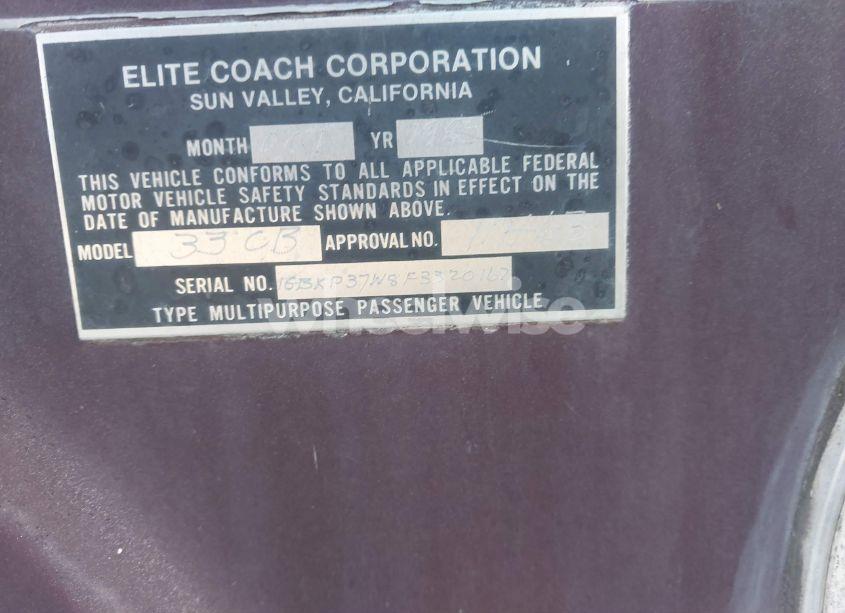 ELITE COACH CORPORATION
SUN VALLEY, CALIFORNIA
MONTH YR
THIS VEHICLE CONFORMS TO ALL APPLICABLE FEDERAL
MOTOR VEHICLE SAFETY STANDARDS IN EFFECT ON THE
DATE OF MANUFACTURE SHOWN ABOVE.
MODEL 33 CB APPROVAL NO.
SERIAL NO.
TYPE MULTIPURPOSE PASSENGER VEHICLE
wheelwise